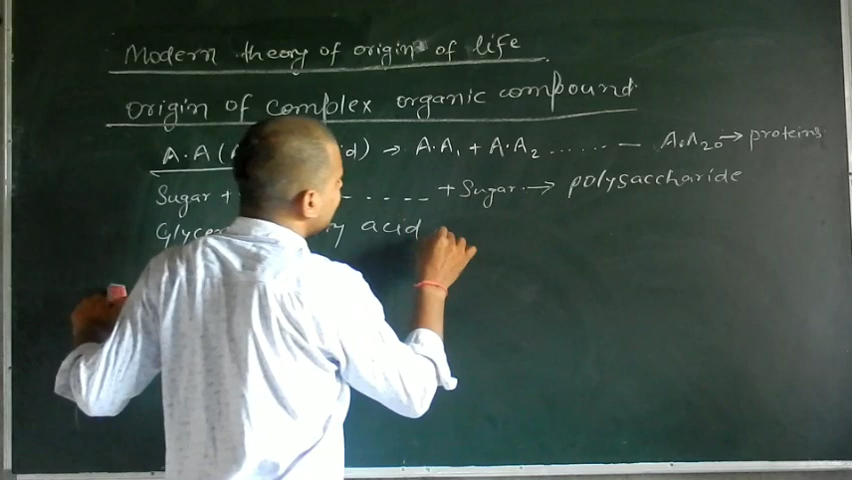 Modern theory of origin of life
origin of complex organic compound
A.A ( id) → A.A1 + A.A2 ...... — A.A20 → proteins
Sugar + ..... + Sugar → polysaccharide
acid